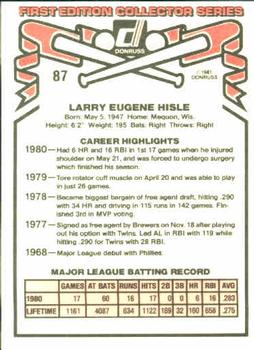 FIRST EDITION COLLECTOR SERIES
DONRUSS
87
© 1981
DONRUSS
LARRY EUGENE HISLE
Born: May 5, 1947 Home: Mequon, Wis.
Height: 6'2" Weight: 195 Bats: Right Throws: Right
CAREER HIGHLIGHTS
1980—Had 6 HR and 16 RBI in 1st 17 games when he injured
shoulder on May 21, and was forced to undergo surgery
which finished his season.
1979—Tore rotator cuff muscle on April 20 and was able to play
in just 26 games.
1978—Became biggest bargain of free agent draft, hitting .290
with 34 HR and driving in 115 runs in 142 games. Fin-
ished 3rd in MVP voting.
1977—Signed as free agent by Brewers on Nov. 18 after playing
out his option with Twins. Led AL in RBI with 119 while
hitting .290 for Twins with 28 RBI.
1968—Major League debut with Phillies.
MAJOR LEAGUE BATTING RECORD
GAMES AT BATS RUNS HITS 2B 3B HR RBI AVG
1980 17 60 16 17 0 0 6 16 .283
LIFETIME 1161 4087 634 1122 189 32 160 658 .275